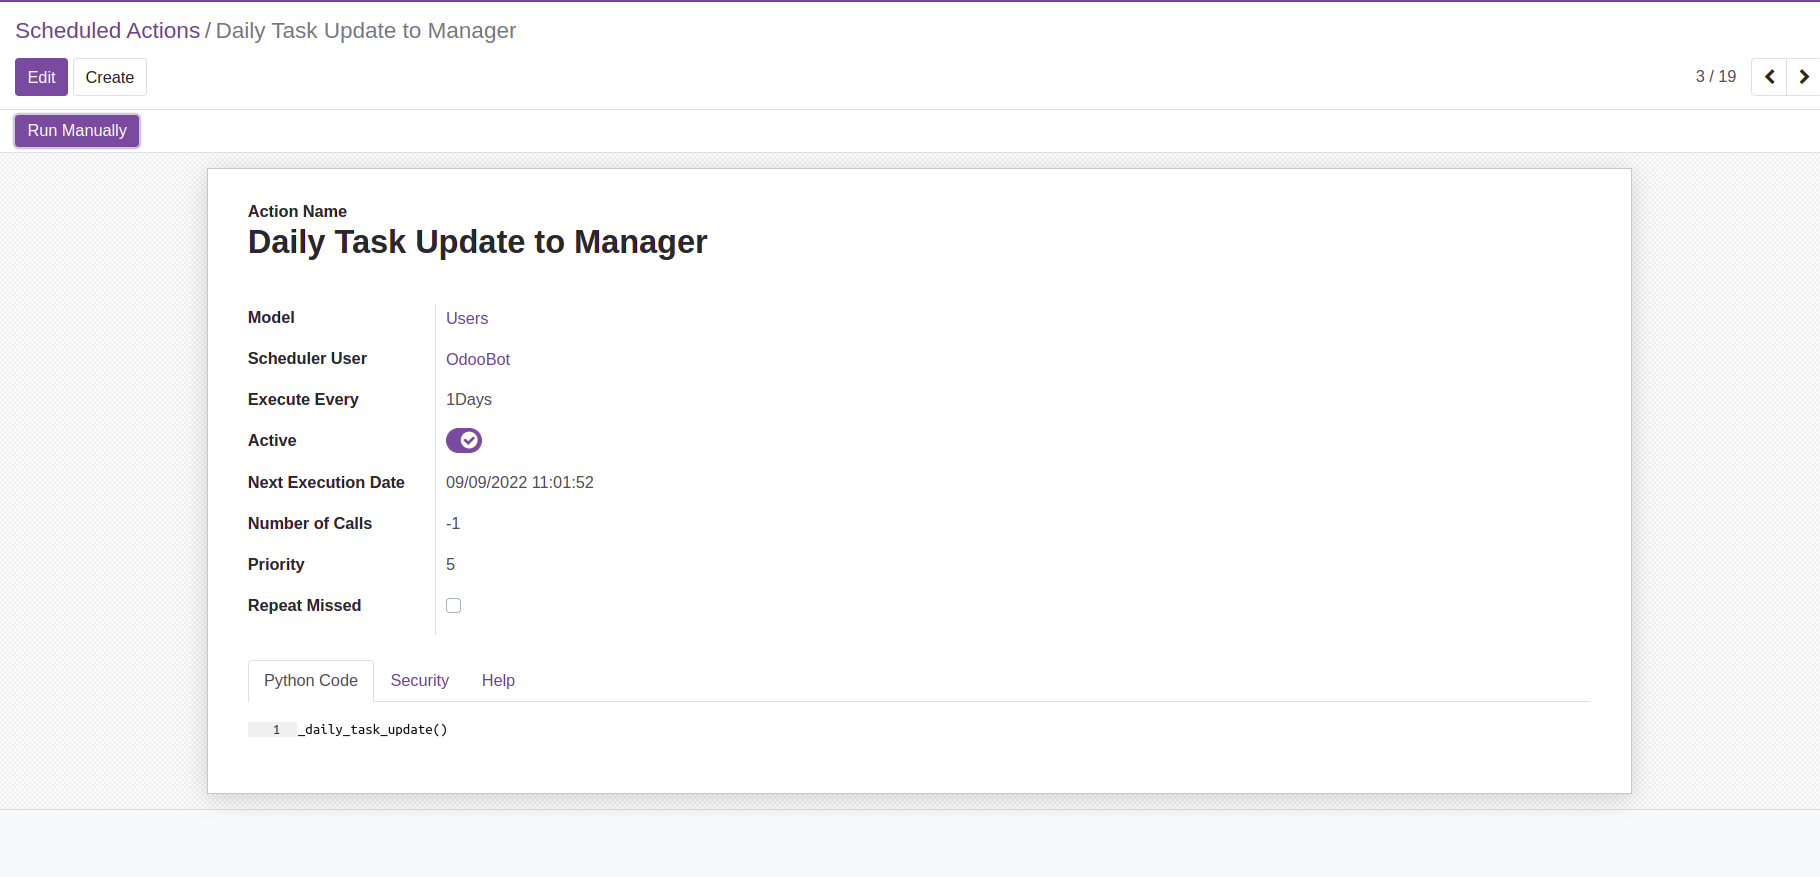 Scheduled Actions / Daily Task Update to Manager
Edit Create 3 / 19
Run Manually
Action Name
Daily Task Update to Manager
Model Users
Scheduler User OdooBot
Execute Every 1Days
Active
Next Execution Date 09/09/2022 11:01:52
Number of Calls -1
Priority 5
Repeat Missed
Python Code Security Help
1 _daily_task_update()